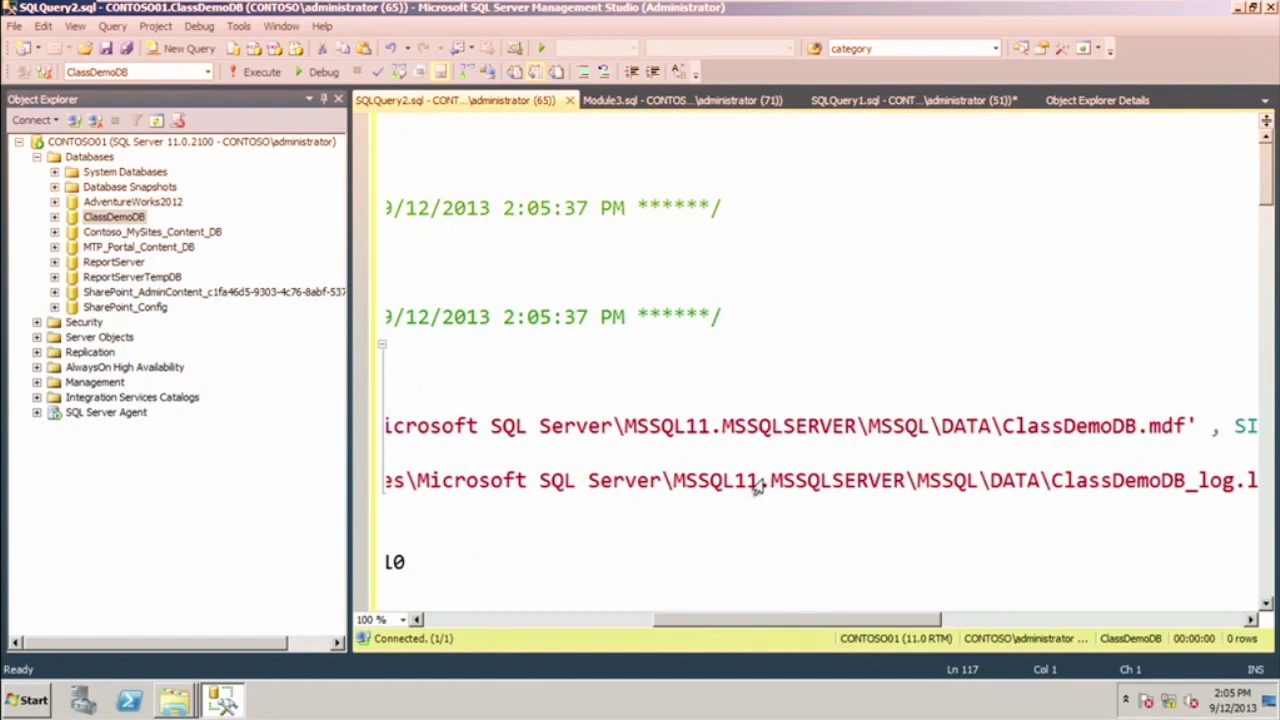 SQLQuery2.sql - CONTOSO01.ClassDemoDB (CONTOSO\administrator (65)) - Microsoft SQL Server Management Studio (Administrator)
File Edit View Query Project Debug Tools Window Help
New Query category
ClassDemoDB Execute Debug
Object Explorer
SQLQuery2.sql - CONT...\administrator (65)) Module3.sql - CONTOS...\administrator (71)) SQLQuery1.sql - CONT...\administrator (51))* Object Explorer Details
Connect
CONTOSO01 (SQL Server 11.0.2100 - CONTOSO\administrator)
Databases
System Databases
Database Snapshots
AdventureWorks2012
ClassDemoDB
Contoso_MySites_Content_DB
MTP_Portal_Content_DB
ReportServer
ReportServerTempDB
SharePoint_AdminContent_c1fa46d5-9303-4c76-8abf-537
SharePoint_Config
Security
Server Objects
Replication
AlwaysOn High Availability
Management
Integration Services Catalogs
SQL Server Agent
9/12/2013 2:05:37 PM ******/
9/12/2013 2:05:37 PM ******/
icrosoft SQL Server\MSSQL11.MSSQLSERVER\MSSQL\DATA\ClassDemoDB.mdf' , SI
es\Microsoft SQL Server\MSSQL11.MSSQLSERVER\MSSQL\DATA\ClassDemoDB_log.l
10
100 %
Connected. (1/1) CONTOSO01 (11.0 RTM) CONTOSO\administrator ... ClassDemoDB 00:00:00 0 rows
Ready Ln 117 Col 1 Ch 1 INS
Start 2:05 PM
9/12/2013